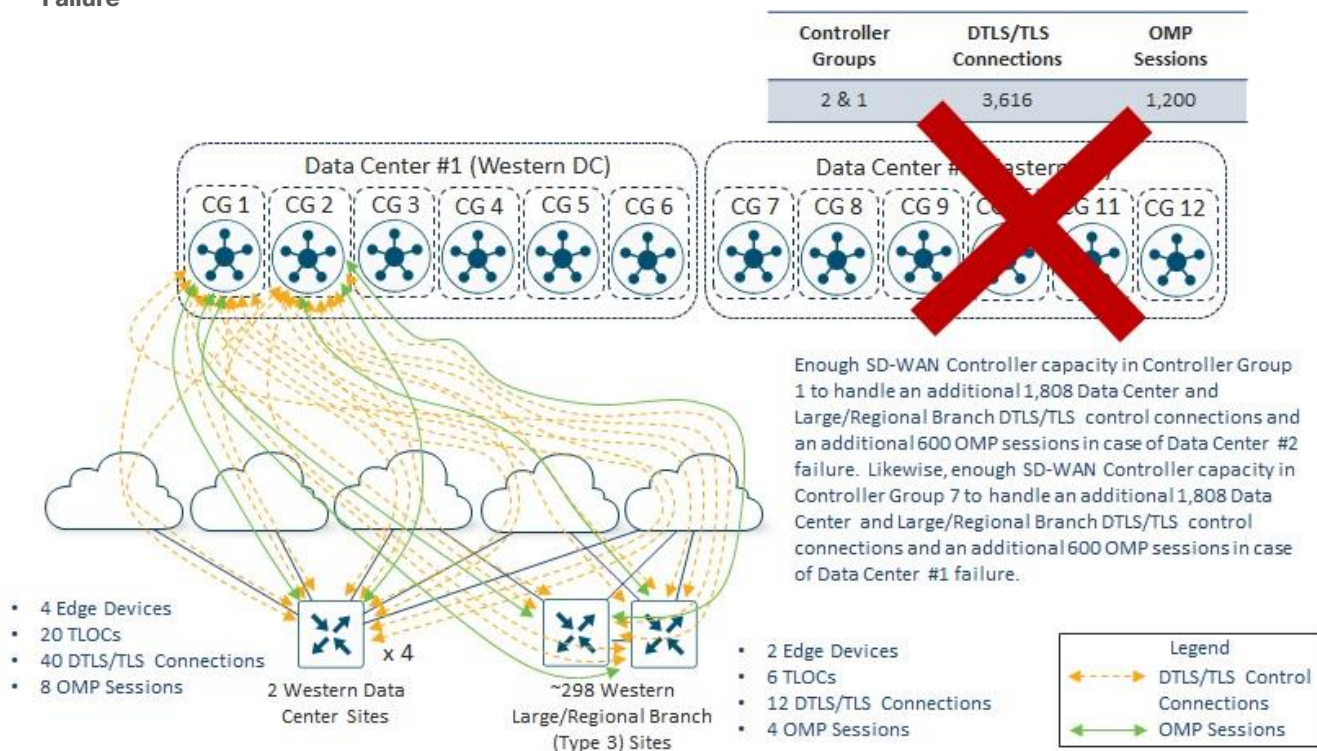 Failure
Controller Groups DTLS/TLS Connections OMP Sessions
2 & 1 3,616 1,200
Data Center #1 (Western DC)
Data Center #
CG 1 CG 2 CG 3 CG 4 CG 5 CG 6
CG 7 CG 8 CG 9 CG 11 CG 12
Enough SD-WAN Controller capacity in Controller Group
1 to handle an additional 1,808 Data Center and
Large/Regional Branch DTLS/TLS control connections and
an additional 600 OMP sessions in case of Data Center #2
failure. Likewise, enough SD-WAN Controller capacity in
Controller Group 7 to handle an additional 1,808 Data
Center and Large/Regional Branch DTLS/TLS control
connections and an additional 600 OMP sessions in case
of Data Center #1 failure.
• 4 Edge Devices
• 20 TLOCs
• 40 DTLS/TLS Connections
• 8 OMP Sessions
x 4
2 Western Data
Center Sites
~298 Western
Large/Regional Branch
(Type 3) Sites
• 2 Edge Devices
• 6 TLOCs
• 12 DTLS/TLS Connections
• 4 OMP Sessions
Legend
DTLS/TLS Control
Connections
OMP Sessions